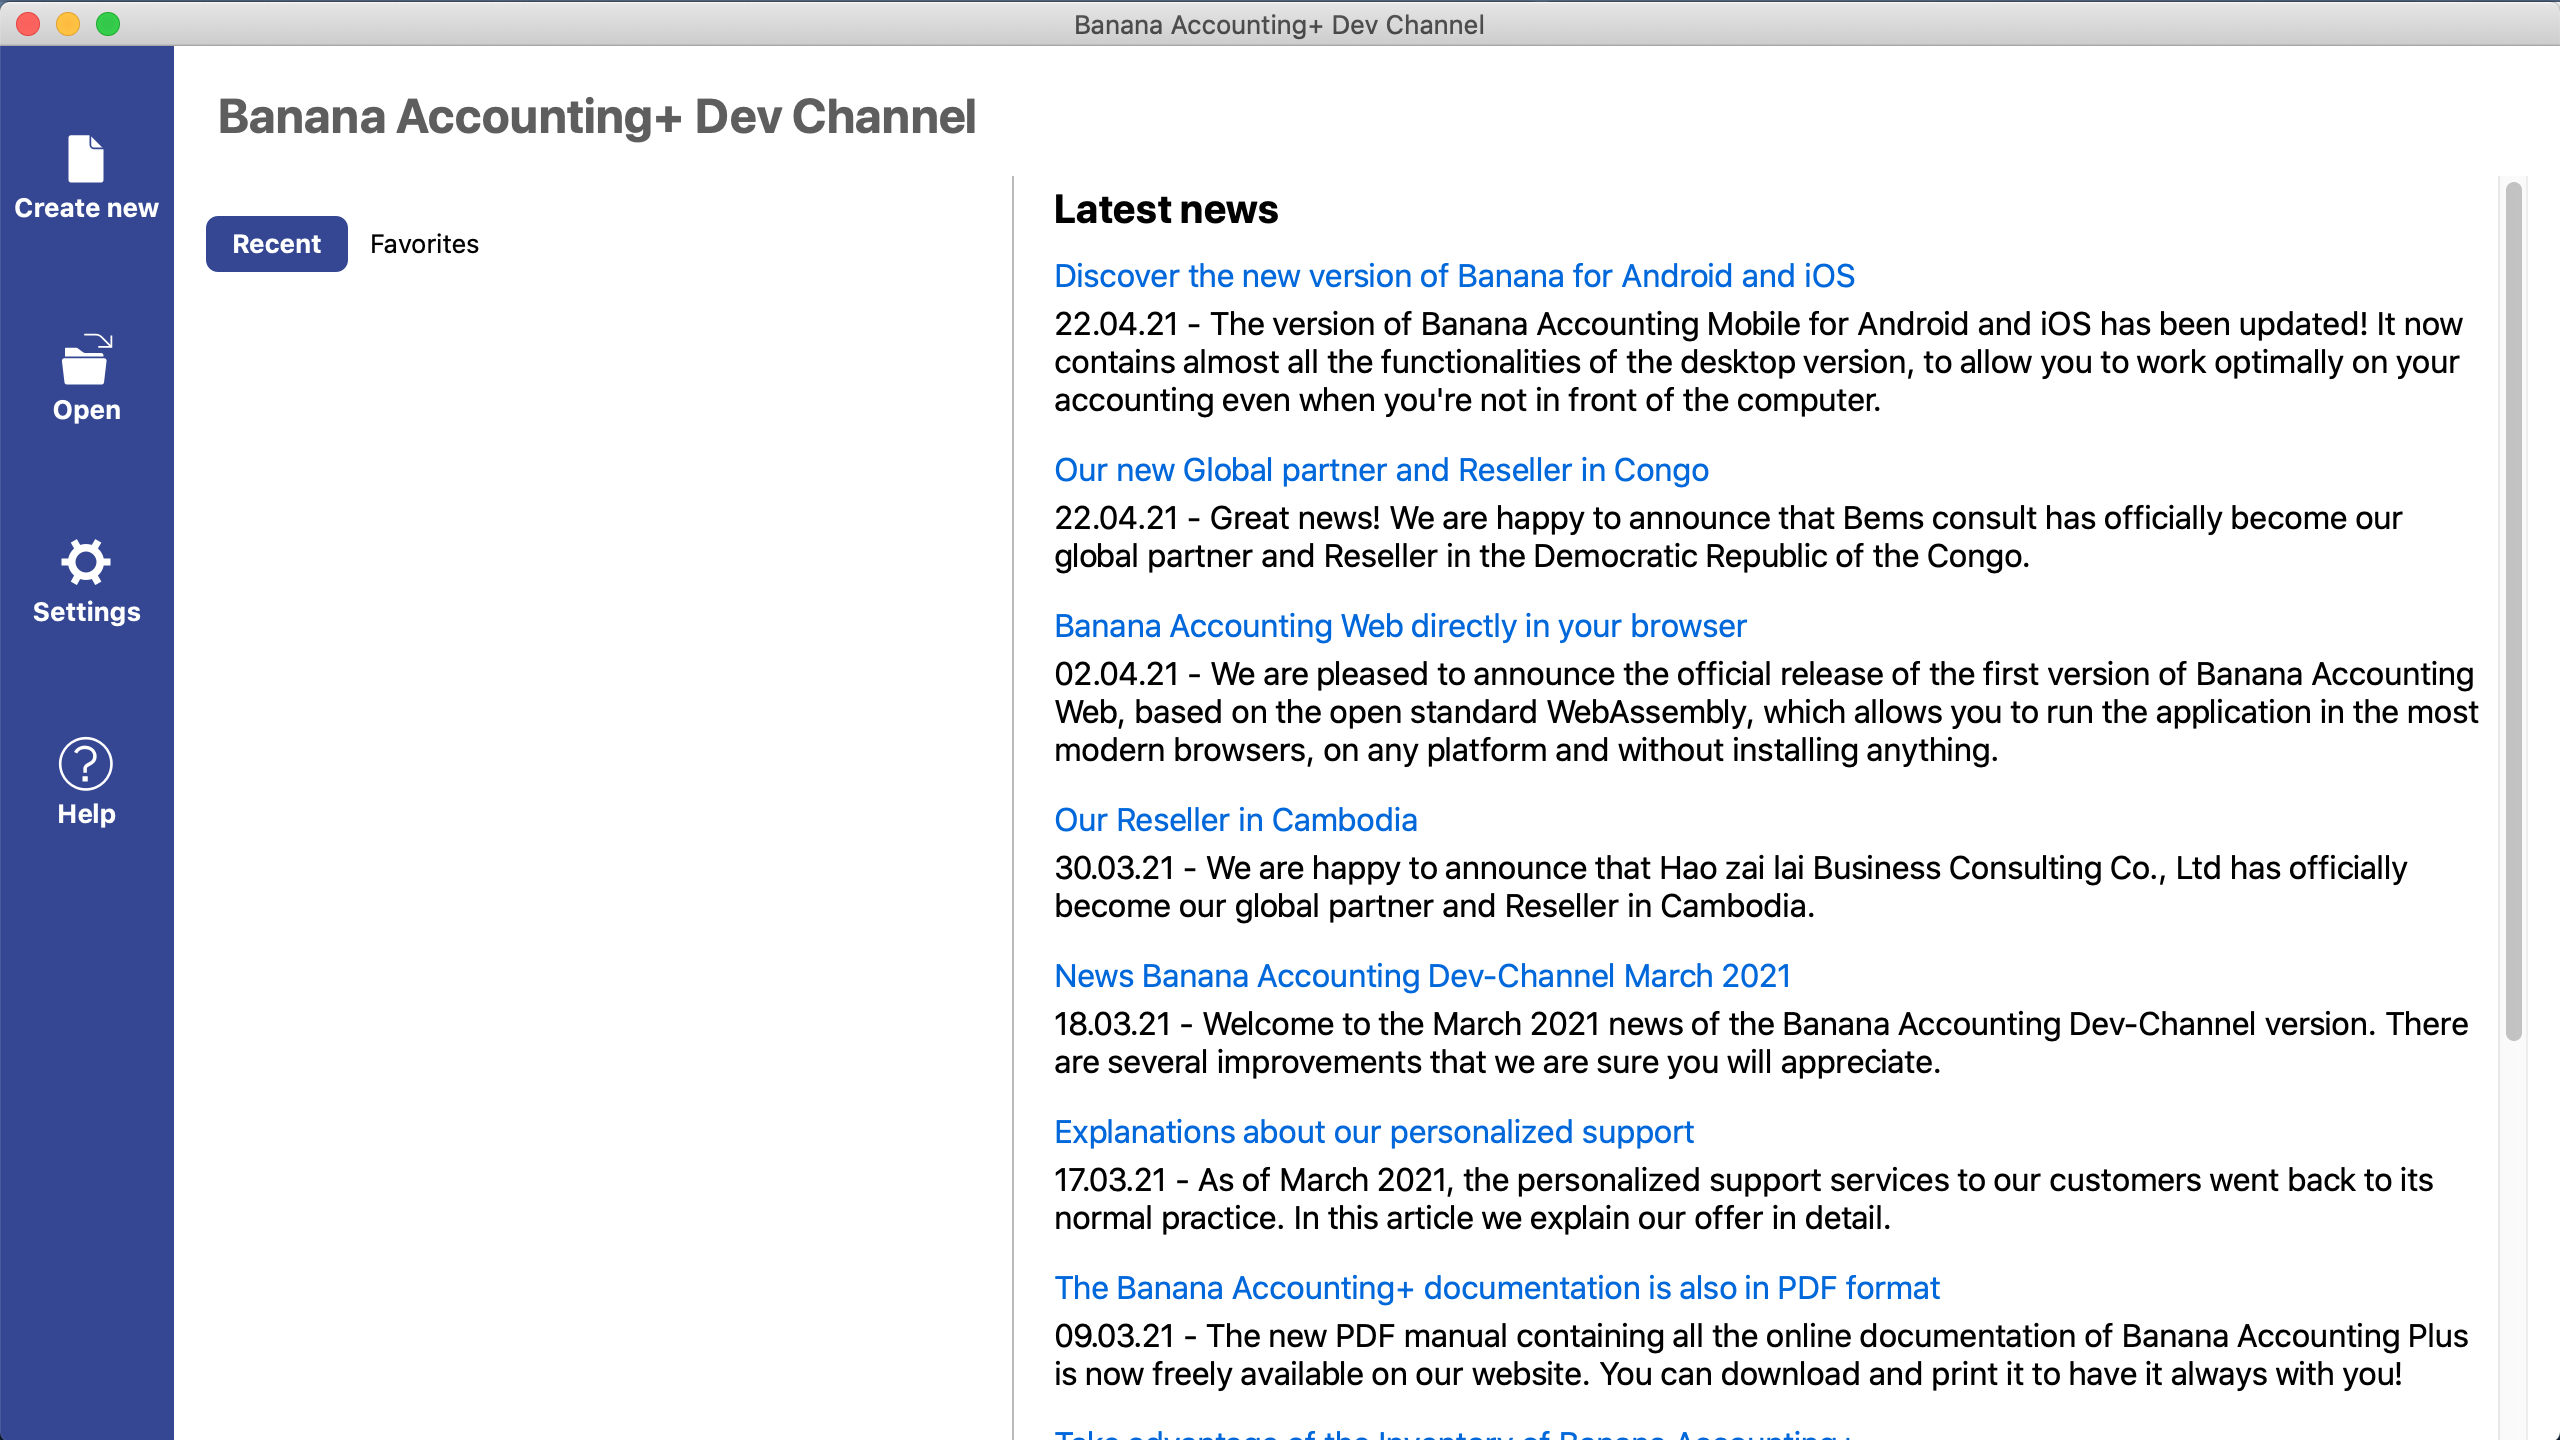 Banana Accounting+ Dev Channel
Create new
Open
Settings
Help
Banana Accounting+ Dev Channel
Recent
Favorites
Latest news
Discover the new version of Banana for Android and iOS
22.04.21 - The version of Banana Accounting Mobile for Android and iOS has been updated! It now
contains almost all the functionalities of the desktop version, to allow you to work optimally on your
accounting even when you're not in front of the computer.
Our new Global partner and Reseller in Congo
22.04.21 - Great news! We are happy to announce that Bems consult has officially become our
global partner and Reseller in the Democratic Republic of the Congo.
Banana Accounting Web directly in your browser
02.04.21 - We are pleased to announce the official release of the first version of Banana Accounting
Web, based on the open standard WebAssembly, which allows you to run the application in the most
modern browsers, on any platform and without installing anything.
Our Reseller in Cambodia
30.03.21 - We are happy to announce that Hao zai lai Business Consulting Co., Ltd has officially
become our global partner and Reseller in Cambodia.
News Banana Accounting Dev-Channel March 2021
18.03.21 - Welcome to the March 2021 news of the Banana Accounting Dev-Channel version. There
are several improvements that we are sure you will appreciate.
Explanations about our personalized support
17.03.21 - As of March 2021, the personalized support services to our customers went back to its
normal practice. In this article we explain our offer in detail.
The Banana Accounting+ documentation is also in PDF format
09.03.21 - The new PDF manual containing all the online documentation of Banana Accounting Plus
is now freely available on our website. You can download and print it to have it always with you!
Take advantage of the Inventory of Banana Accounting+